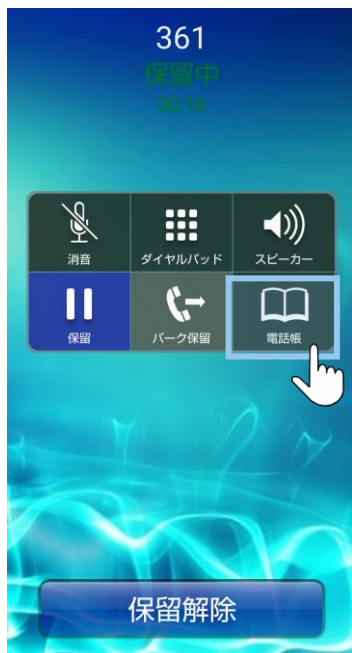 361
保留中
00:18
消音
ダイヤルパッド
スピーカー
保留
パーク保留
電話帳
保留解除